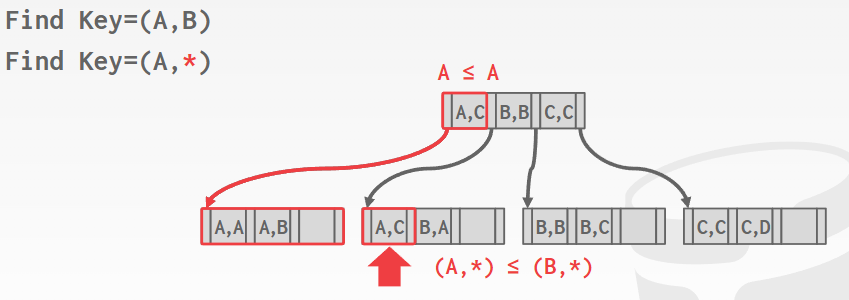 Find Key=(A,B)
Find Key=(A,*)
A ≤ A
A,C B,B C,C
A,A A,B A,C B,A B,B B,C C,C C,D
(A,*) ≤ (B,*)